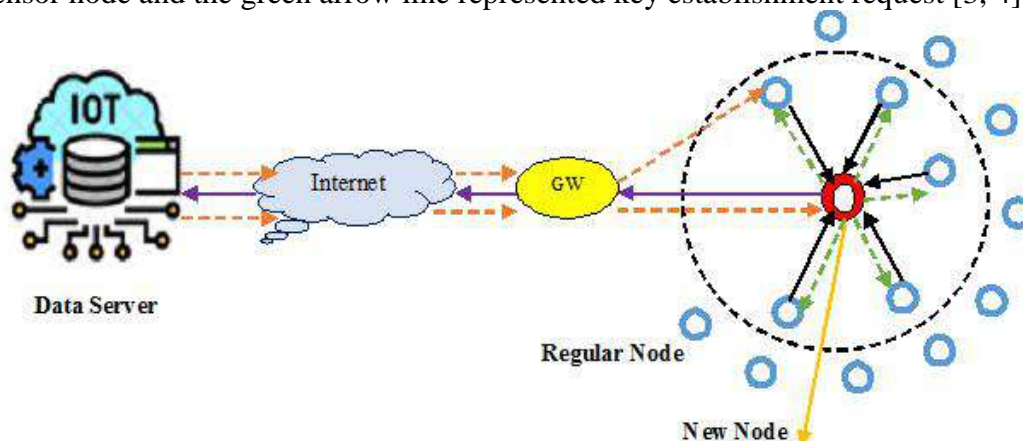 sensor node and the green arrow line represented key establishment request [3, 4]
IOT
Internet
GW
Data Server
Regular Node
New Node